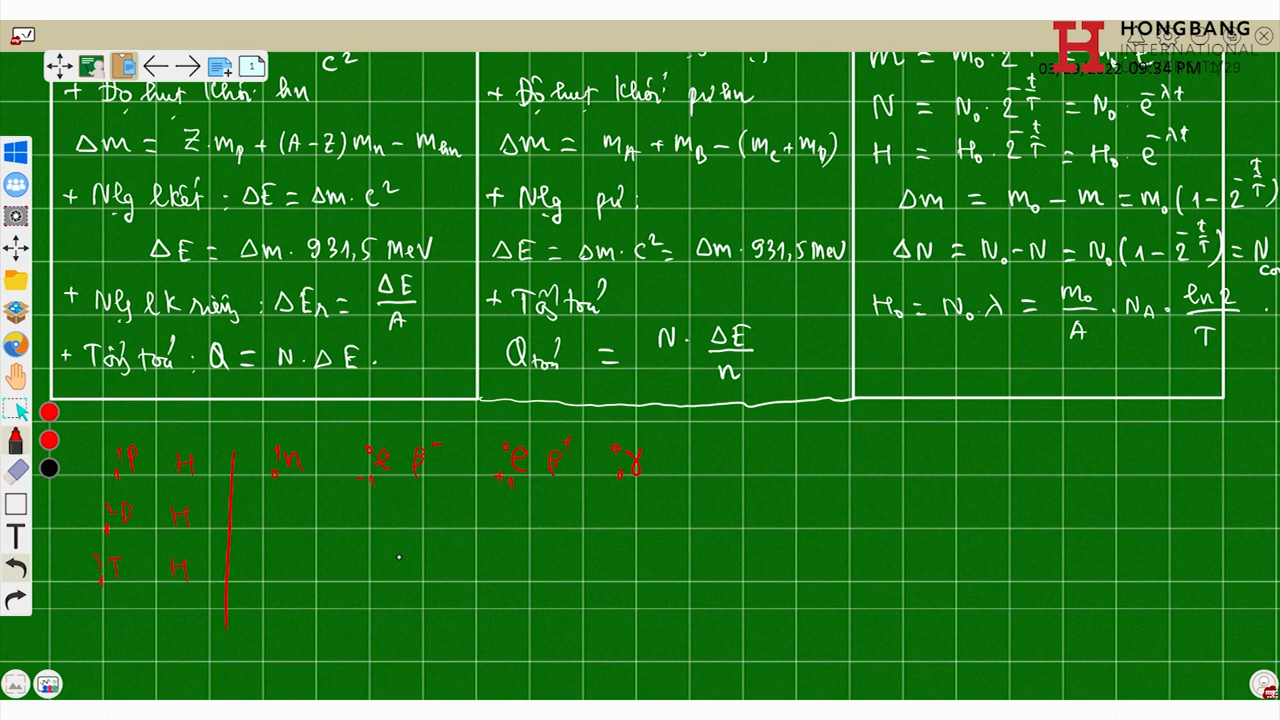 HONGBANG
INTERNATIONAL
1
c²
+ Độ hụt khối hn
Δm = Z.mp + (A-Z)mn - mhn
+ Nlg lkết : ΔE = Δm.c²
ΔE = Δm.931,5 MeV
+ Nlg lk riêng : ΔEr = ΔE/A
+ Tổng toả : Q = N.ΔE.
+ Độ hụt khối pứhn
Δm = mA + mB - (mC + mD)
+ Nlg pứ :
ΔE = Δm.c² = Δm.931,5 MeV
+ Tổng toả
Qtoả = N.ΔE/n
N = N₀.2^(-t/T) = N₀.e^(-λt)
H = H₀.2^(-t/T) = H₀.e^(-λt)
Δm = m₀ - m = m₀(1-2^(-t/T))
ΔN = N₀ - N = N₀(1-2^(-t/T)) = N
H₀ = N₀.λ = m₀/A . NA . ln2/T .
¹₁P H ¹₀n ⁰₋₁e β⁻ ⁰₊₁e β⁺ ⁰₀γ
²₁D H
³₁T H